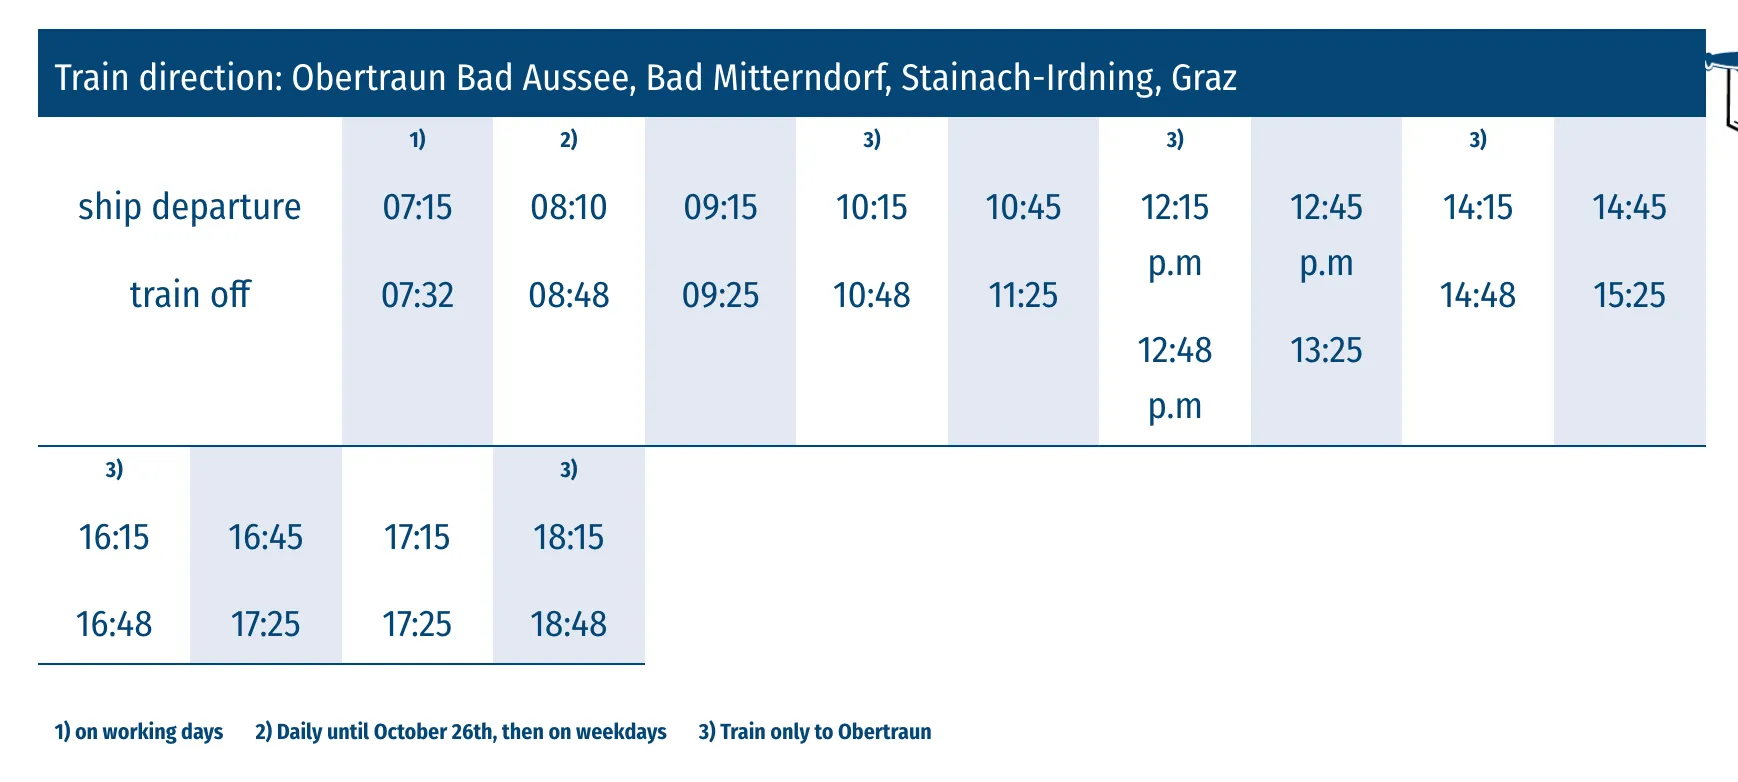 Train direction: Obertraun Bad Aussee, Bad Mitterndorf, Stainach-Irdning, Graz
1) 2) 3) 3) 3)
ship departure 07:15 08:10 09:15 10:15 10:45 12:15 p.m 12:45 p.m 14:15 14:45
train off 07:32 08:48 09:25 10:48 11:25 12:48 p.m 13:25 14:48 15:25
3) 3)
16:15 16:45 17:15 18:15
16:48 17:25 17:25 18:48
1) on working days 2) Daily until October 26th, then on weekdays 3) Train only to Obertraun